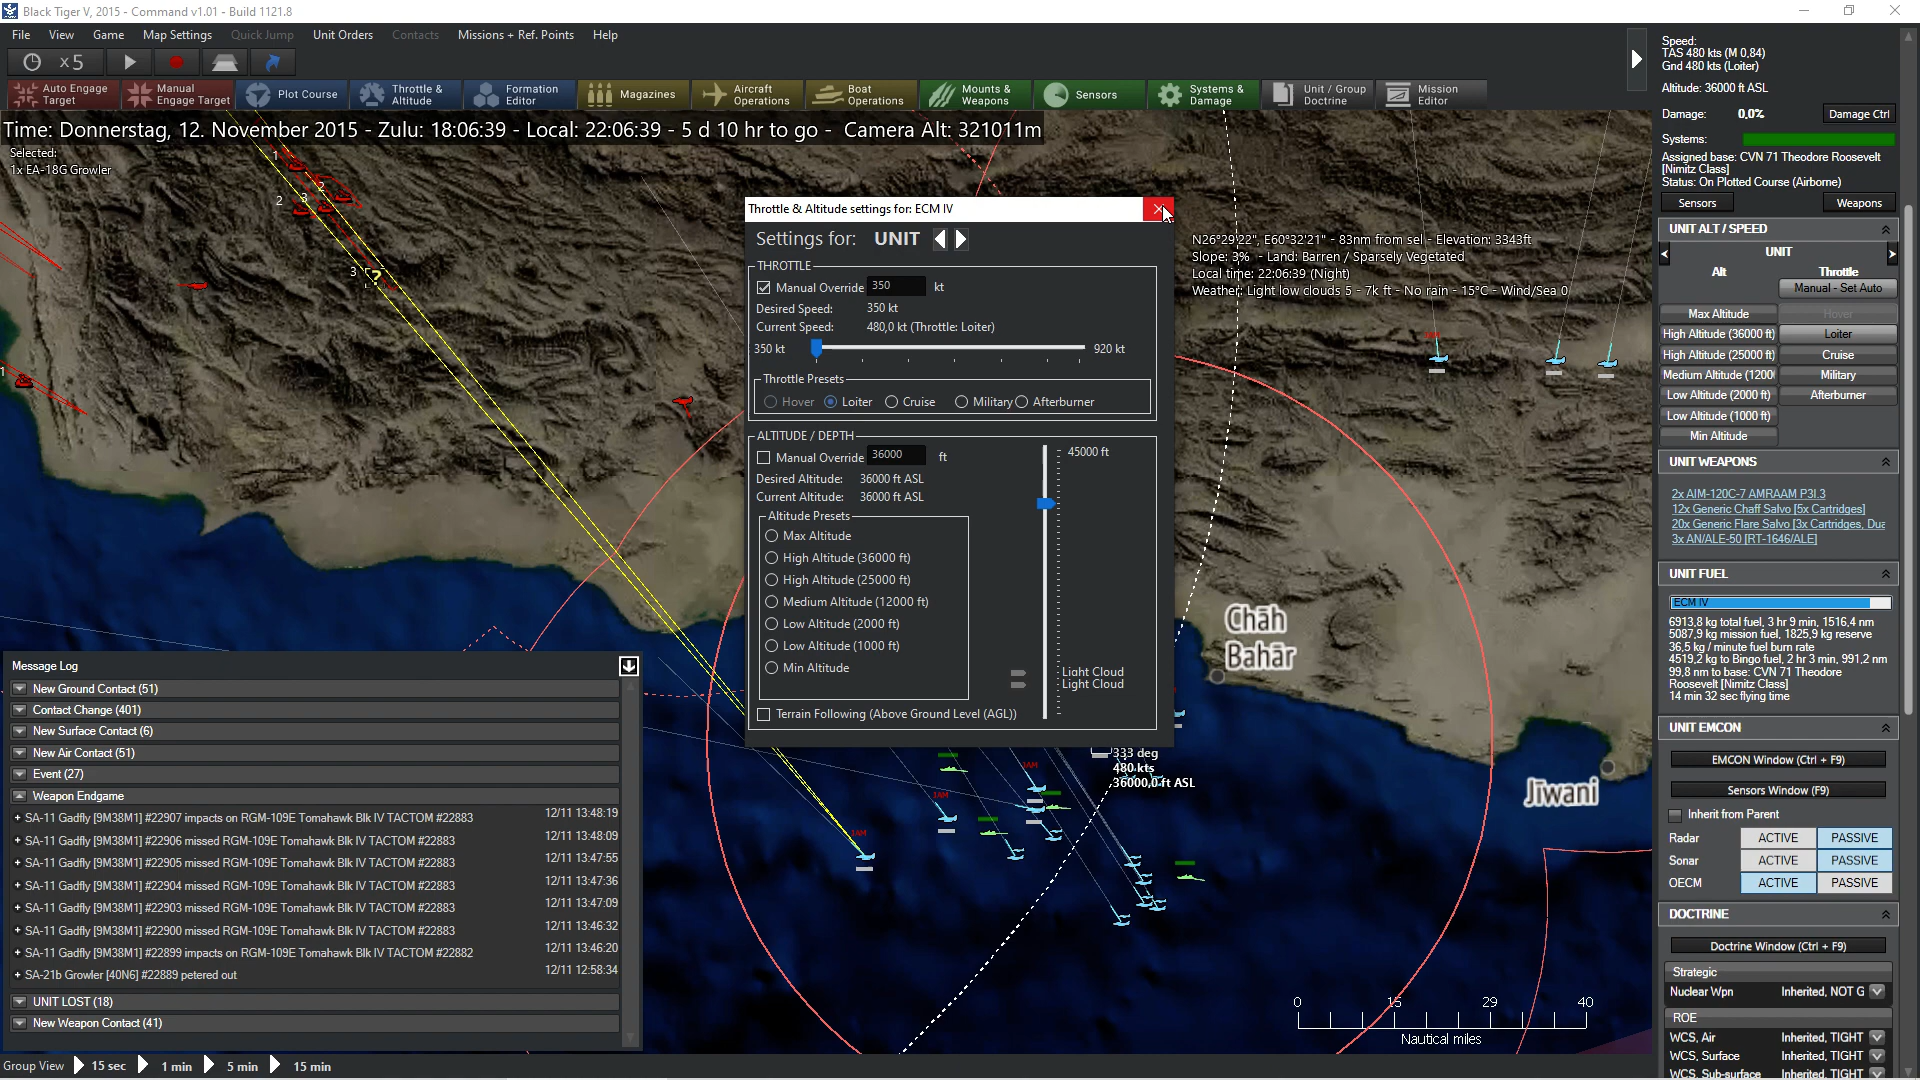 Black Tiger V, 2015 - Command v1.01 - Build 1121.8
File View Game Map Settings Quick Jump Unit Orders Contacts Missions + Ref. Points Help
x 5
Auto Engage Target
Manual Engage Target
Plot Course
Throttle & Altitude
Formation Editor
Magazines
Aircraft Operations
Boat Operations
Mounts & Weapons
Sensors
Systems & Damage
Unit / Group Doctrine
Mission Editor
Time: Donnerstag, 12. November 2015 - Zulu: 18:06:39 - Local: 22:06:39 - 5 d 10 hr to go - Camera Alt: 321011m
Selected:
1x EA-18G Growler
1
2
2
3
3
1
Throttle & Altitude settings for: ECM IV
Settings for: UNIT
THROTTLE
Manual Override 350 kt
Desired Speed: 350 kt
Current Speed: 480,0 kt (Throttle: Loiter)
350 kt 920 kt
Throttle Presets
Hover Loiter Cruise Military Afterburner
ALTITUDE / DEPTH
Manual Override 36000 ft
45000 ft
Desired Altitude: 36000 ft ASL
Current Altitude: 36000 ft ASL
Altitude Presets
Max Altitude
High Altitude (36000 ft)
High Altitude (25000 ft)
Medium Altitude (12000 ft)
Low Altitude (2000 ft)
Low Altitude (1000 ft)
Min Altitude
Light Cloud
Light Cloud
Terrain Following (Above Ground Level (AGL))
N26°29'22", E60°32'21" - 83nm from sel - Elevation: 3343ft
Slope: 3% - Land: Barren / Sparsely Vegetated
Local time: 22:06:39 (Night)
Weather: Light low clouds 5 - 7k ft - No rain - 15°C - Wind/Sea 0
Chāh
Bahār
Jīwani
333 deg
480 kts
36000,0 ft ASL
JAM
JAM
JAM
0 15 29 40
Nautical miles
Message Log
New Ground Contact (51)
Contact Change (401)
New Surface Contact (6)
New Air Contact (51)
Event (27)
Weapon Endgame
+ SA-11 Gadfly [9M38M1] #22907 impacts on RGM-109E Tomahawk Blk IV TACTOM #22883 12/11 13:48:19
+ SA-11 Gadfly [9M38M1] #22906 missed RGM-109E Tomahawk Blk IV TACTOM #22883 12/11 13:48:09
+ SA-11 Gadfly [9M38M1] #22905 missed RGM-109E Tomahawk Blk IV TACTOM #22883 12/11 13:47:55
+ SA-11 Gadfly [9M38M1] #22904 missed RGM-109E Tomahawk Blk IV TACTOM #22883 12/11 13:47:36
+ SA-11 Gadfly [9M38M1] #22903 missed RGM-109E Tomahawk Blk IV TACTOM #22883 12/11 13:47:09
+ SA-11 Gadfly [9M38M1] #22900 missed RGM-109E Tomahawk Blk IV TACTOM #22883 12/11 13:46:32
+ SA-11 Gadfly [9M38M1] #22899 impacts on RGM-109E Tomahawk Blk IV TACTOM #22882 12/11 13:46:20
+ SA-21b Growler [40N6] #22889 petered out 12/11 12:58:34
UNIT LOST (18)
New Weapon Contact (41)
Group View 15 sec 1 min 5 min 15 min
Speed:
TAS 480 kts (M 0,84)
Gnd 480 kts (Loiter)
Altitude: 36000 ft ASL
Damage: 0,0% Damage Ctrl
Systems:
Assigned base: CVN 71 Theodore Roosevelt
[Nimitz Class]
Status: On Plotted Course (Airborne)
Sensors Weapons
UNIT ALT / SPEED
< UNIT >
Alt Throttle
Manual - Set Auto
Max Altitude Hover
High Altitude (36000 ft) Loiter
High Altitude (25000 ft) Cruise
Medium Altitude (1200 Military
Low Altitude (2000 ft) Afterburner
Low Altitude (1000 ft)
Min Altitude
UNIT WEAPONS
2x AIM-120C-7 AMRAAM P3I.3
12x Generic Chaff Salvo [5x Cartridges]
20x Generic Flare Salvo [3x Cartridges, Dua
3x AN/ALE-50 [RT-1646/ALE]
UNIT FUEL
ECM IV
6913,8 kg total fuel, 3 hr 9 min, 1516,4 nm
5087,9 kg mission fuel, 1825,9 kg reserve
36,5 kg / minute fuel burn rate
4519,2 kg to Bingo fuel, 2 hr 3 min, 991,2 nm
99,8 nm to base: CVN 71 Theodore
Roosevelt [Nimitz Class]
14 min 32 sec flying time
UNIT EMCON
EMCON Window (Ctrl + F9)
Sensors Window (F9)
Inherit from Parent
Radar ACTIVE PASSIVE
Sonar ACTIVE PASSIVE
OECM ACTIVE PASSIVE
DOCTRINE
Doctrine Window (Ctrl + F9)
Strategic
Nuclear Wpn Inherited, NOT G
ROE
WCS, Air Inherited, TIGHT
WCS, Surface Inherited, TIGHT
WCS, Sub-surface Inherited, TIGHT